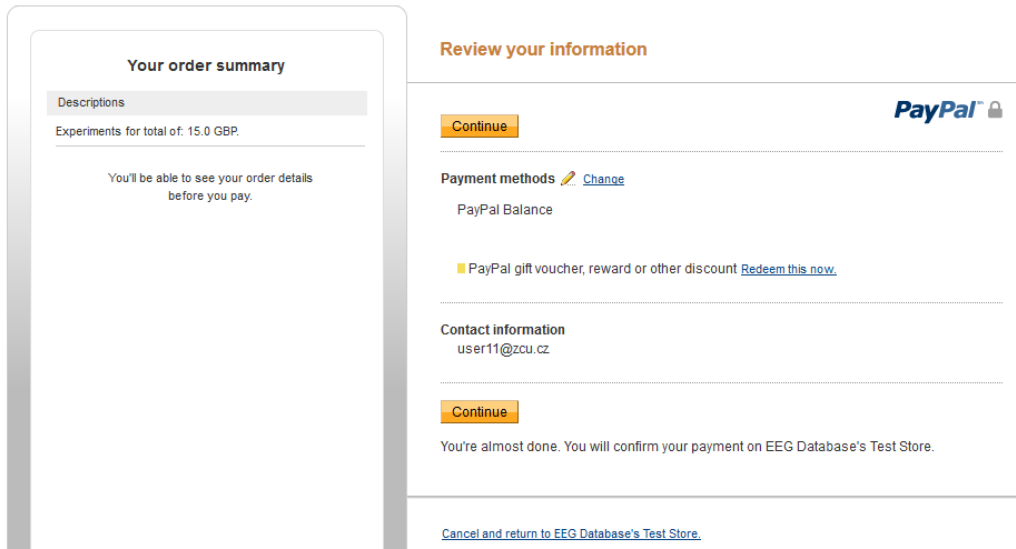 Your order summary
Descriptions
Experiments for total of: 15.0 GBP.
You'll be able to see your order details
before you pay.
Review your information
PayPal
Continue
Payment methods Change
PayPal Balance
PayPal gift voucher, reward or other discount Redeem this now.
Contact information
user11@zcu.cz
Continue
You're almost done. You will confirm your payment on EEG Database's Test Store.
Cancel and return to EEG Database's Test Store.